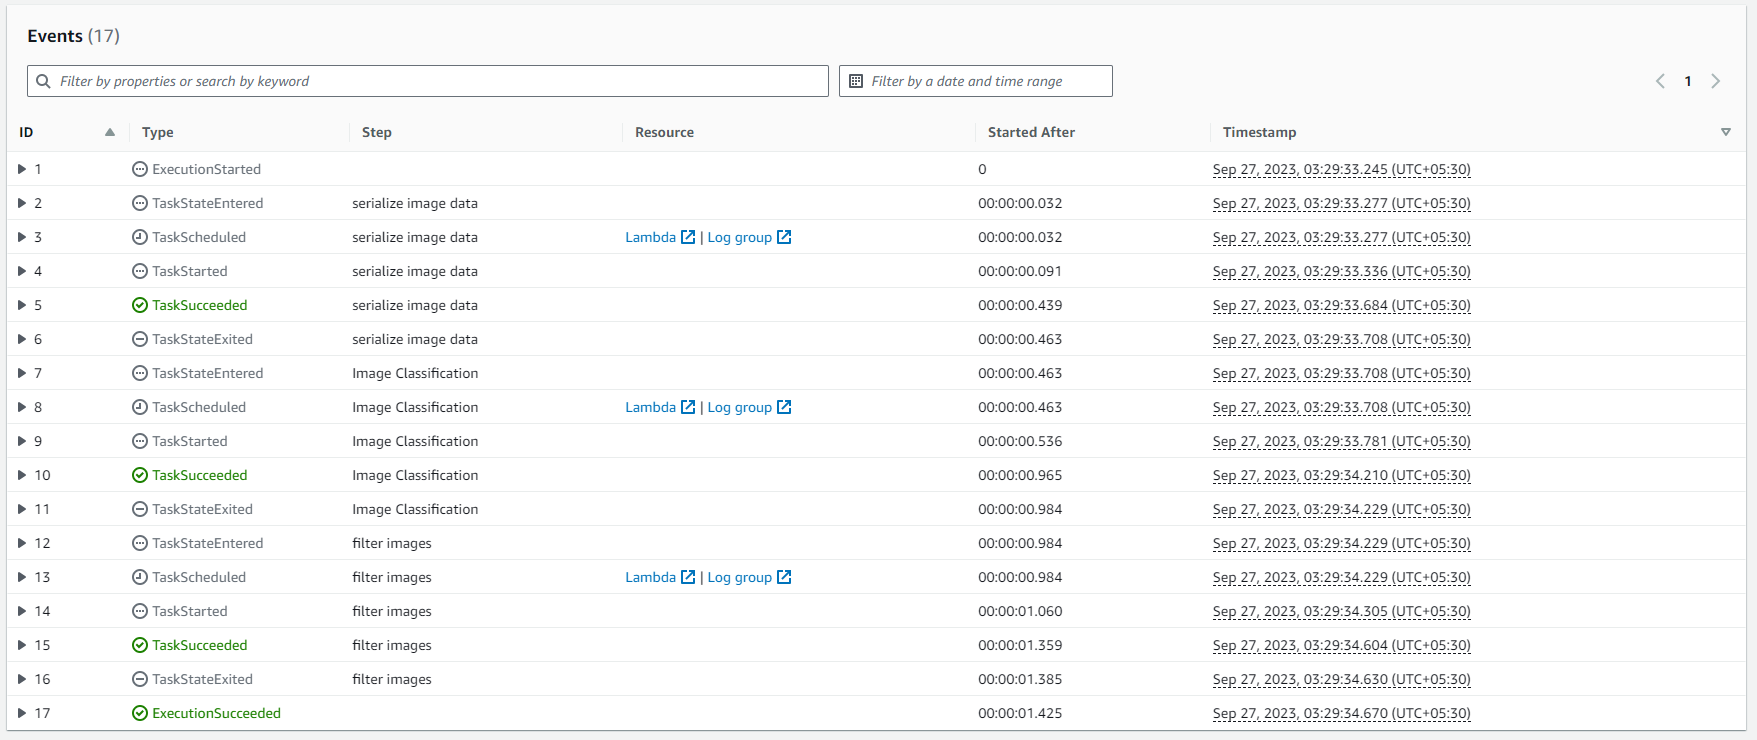 Events (17)
Filter by properties or search by keyword Filter by a date and time range 1
ID Type Step Resource Started After Timestamp
1 ExecutionStarted 0 Sep 27, 2023, 03:29:33.245 (UTC+05:30)
2 TaskStateEntered serialize image data 00:00:00.032 Sep 27, 2023, 03:29:33.277 (UTC+05:30)
3 TaskScheduled serialize image data Lambda | Log group 00:00:00.032 Sep 27, 2023, 03:29:33.277 (UTC+05:30)
4 TaskStarted serialize image data 00:00:00.091 Sep 27, 2023, 03:29:33.336 (UTC+05:30)
5 TaskSucceeded serialize image data 00:00:00.439 Sep 27, 2023, 03:29:33.684 (UTC+05:30)
6 TaskStateExited serialize image data 00:00:00.463 Sep 27, 2023, 03:29:33.708 (UTC+05:30)
7 TaskStateEntered Image Classification 00:00:00.463 Sep 27, 2023, 03:29:33.708 (UTC+05:30)
8 TaskScheduled Image Classification Lambda | Log group 00:00:00.463 Sep 27, 2023, 03:29:33.708 (UTC+05:30)
9 TaskStarted Image Classification 00:00:00.536 Sep 27, 2023, 03:29:33.781 (UTC+05:30)
10 TaskSucceeded Image Classification 00:00:00.965 Sep 27, 2023, 03:29:34.210 (UTC+05:30)
11 TaskStateExited Image Classification 00:00:00.984 Sep 27, 2023, 03:29:34.229 (UTC+05:30)
12 TaskStateEntered filter images 00:00:00.984 Sep 27, 2023, 03:29:34.229 (UTC+05:30)
13 TaskScheduled filter images Lambda | Log group 00:00:00.984 Sep 27, 2023, 03:29:34.229 (UTC+05:30)
14 TaskStarted filter images 00:00:01.060 Sep 27, 2023, 03:29:34.305 (UTC+05:30)
15 TaskSucceeded filter images 00:00:01.359 Sep 27, 2023, 03:29:34.604 (UTC+05:30)
16 TaskStateExited filter images 00:00:01.385 Sep 27, 2023, 03:29:34.630 (UTC+05:30)
17 ExecutionSucceeded 00:00:01.425 Sep 27, 2023, 03:29:34.670 (UTC+05:30)